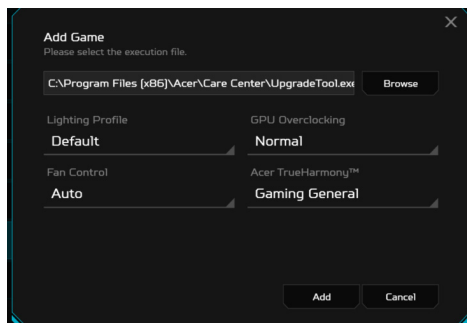 Add Game
Please select the execution file.
C:\Program Files (x86)\Acer\Care Center\UpgradeTool.exe Browse
Lighting Profile GPU Overclocking
Default Normal
Fan Control Acer TrueHarmony™
Auto Gaming General
Add Cancel